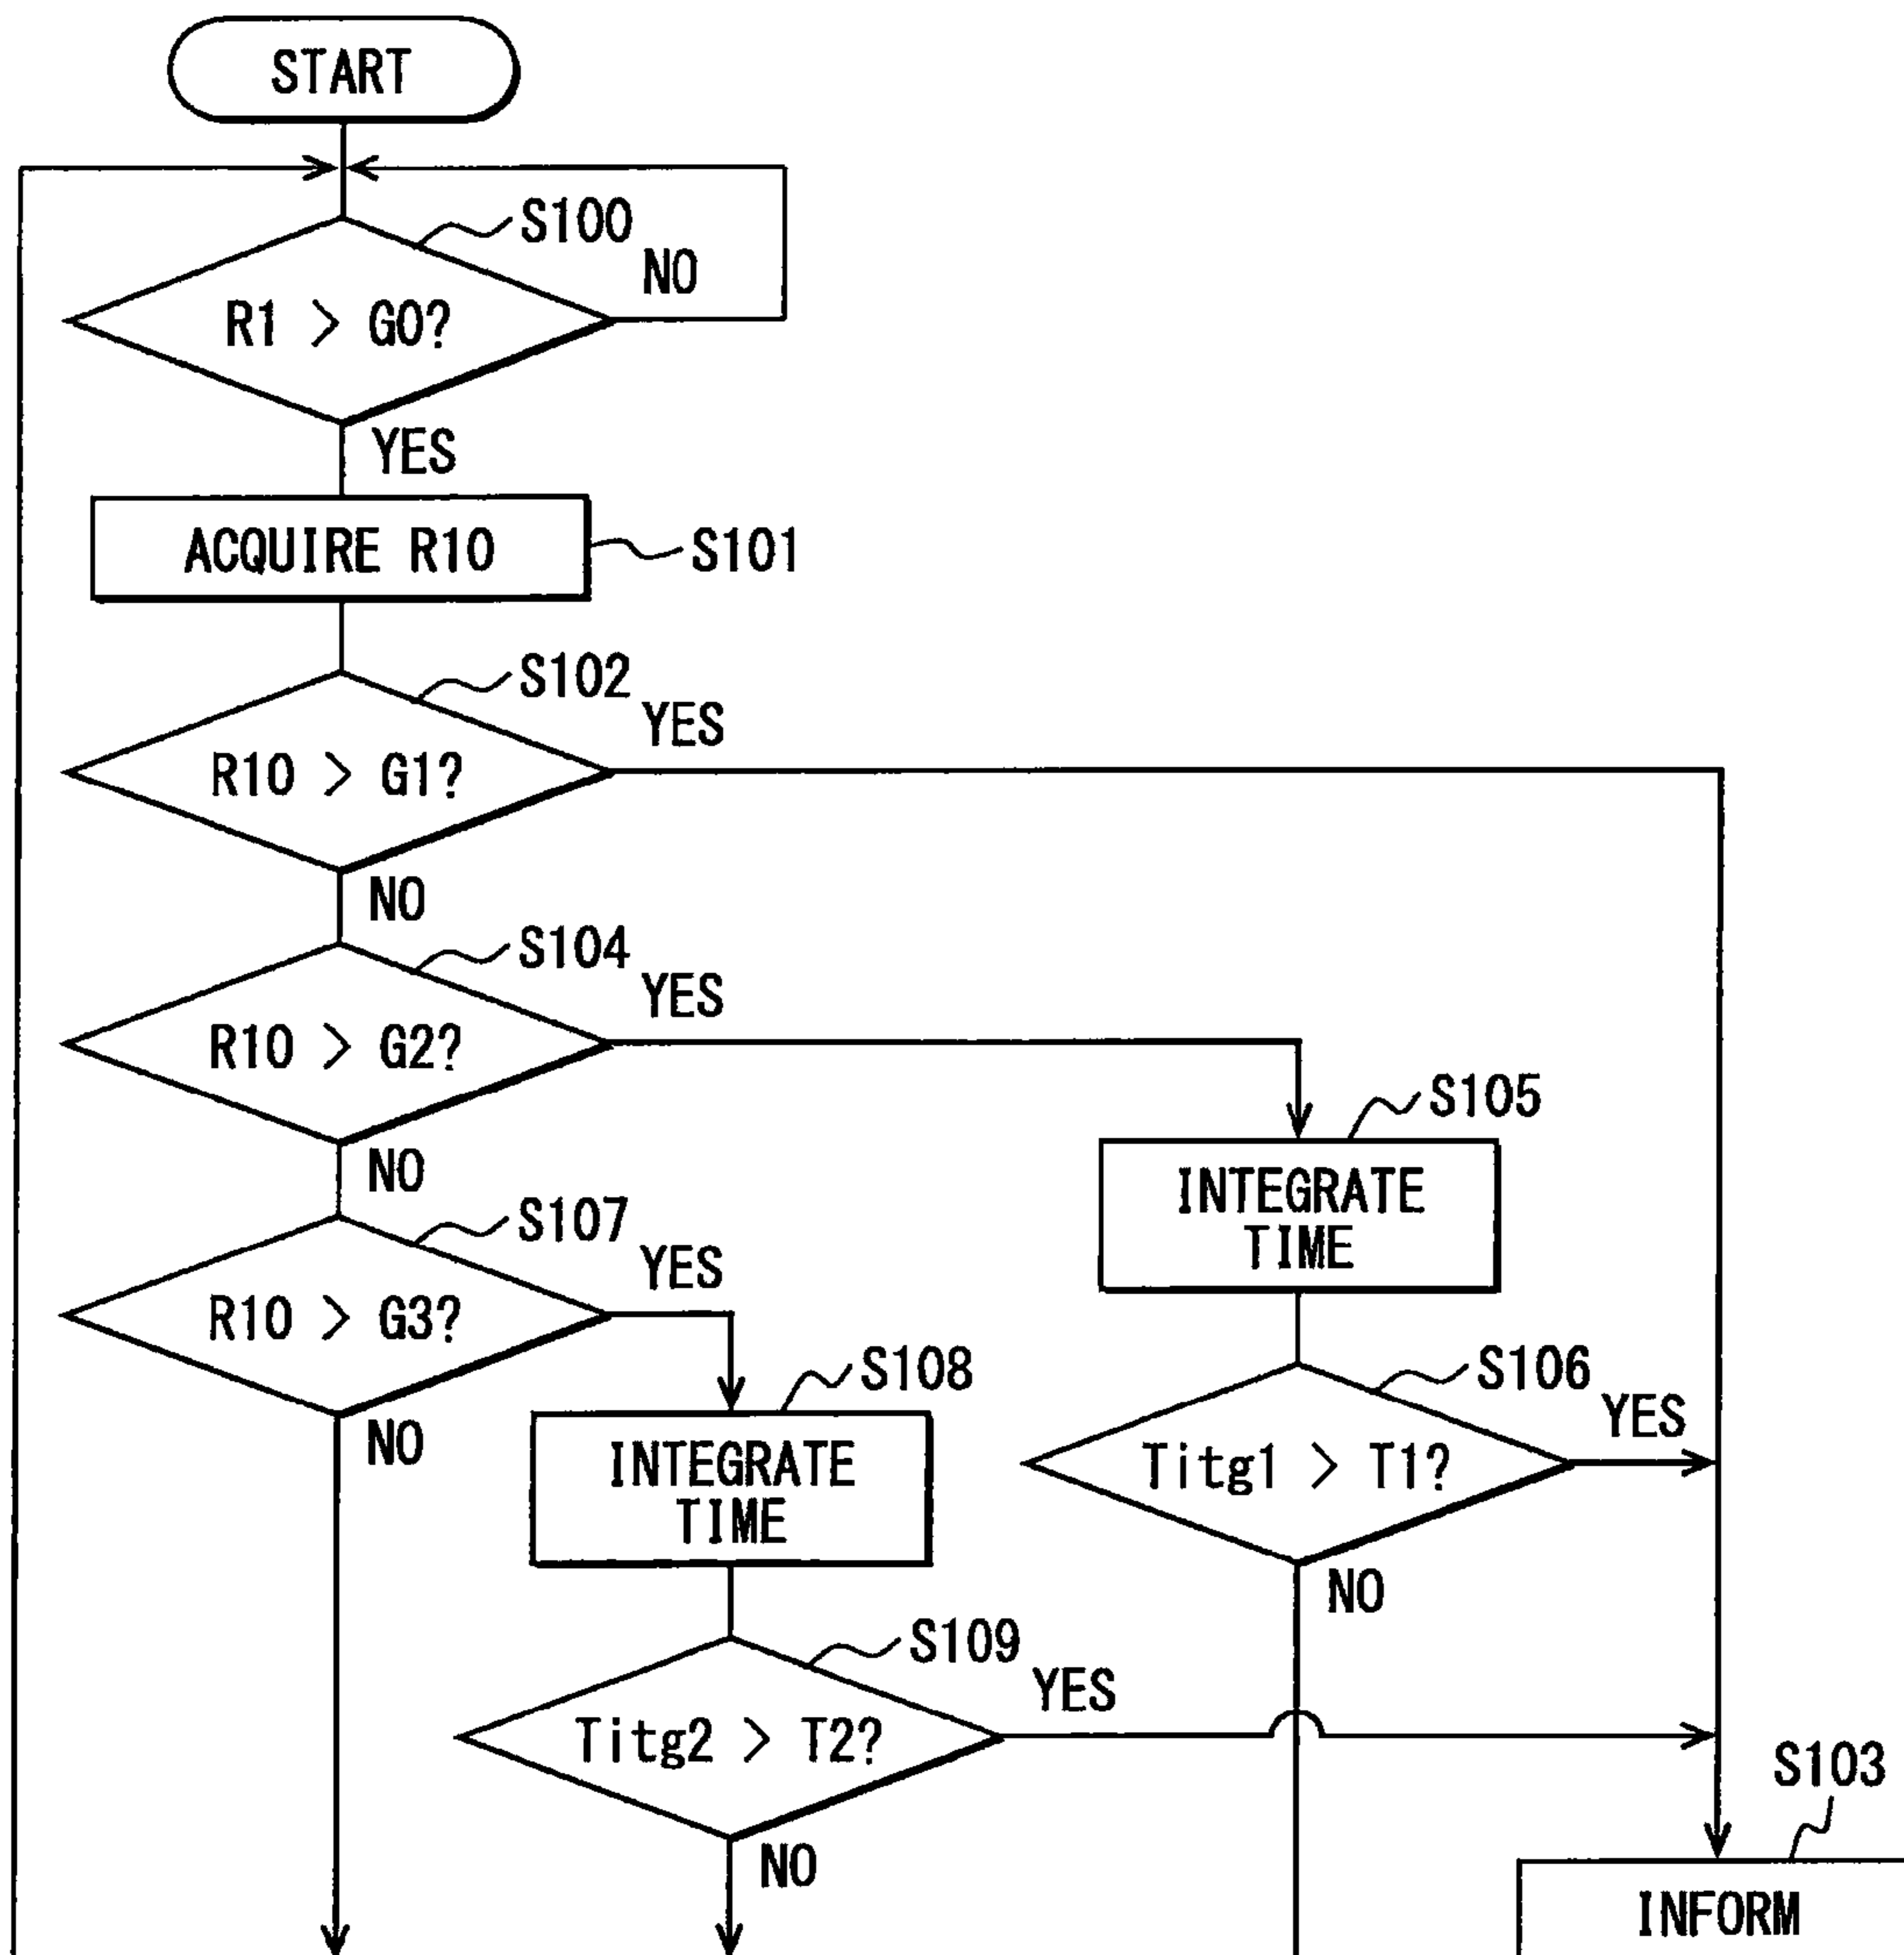 START
S100
NO
R1 > G0?
YES
ACQUIRE R10
S101
S102
YES
R10 > G1?
NO
S104
YES
R10 > G2?
S105
NO
INTEGRATE
TIME
S107
YES
R10 > G3?
S108
S106
YES
NO
INTEGRATE
TIME
Titg1 > T1?
NO
S109
YES
Titg2 > T2?
S103
NO
INFORM